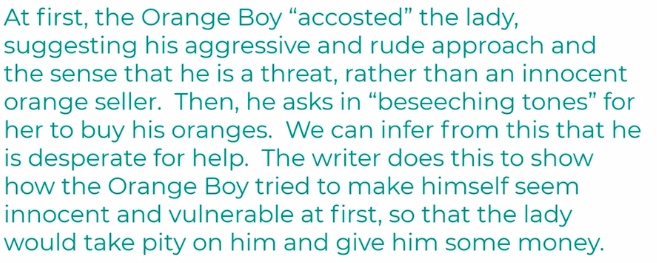 At first, the Orange Boy “accosted” the lady,
suggesting his aggressive and rude approach and
the sense that he is a threat, rather than an innocent
orange seller.  Then, he asks in “beseeching tones” for
her to buy his oranges.  We can infer from this that he
is desperate for help.  The writer does this to show
how the Orange Boy tried to make himself seem
innocent and vulnerable at first, so that the lady
would take pity on him and give him some money.